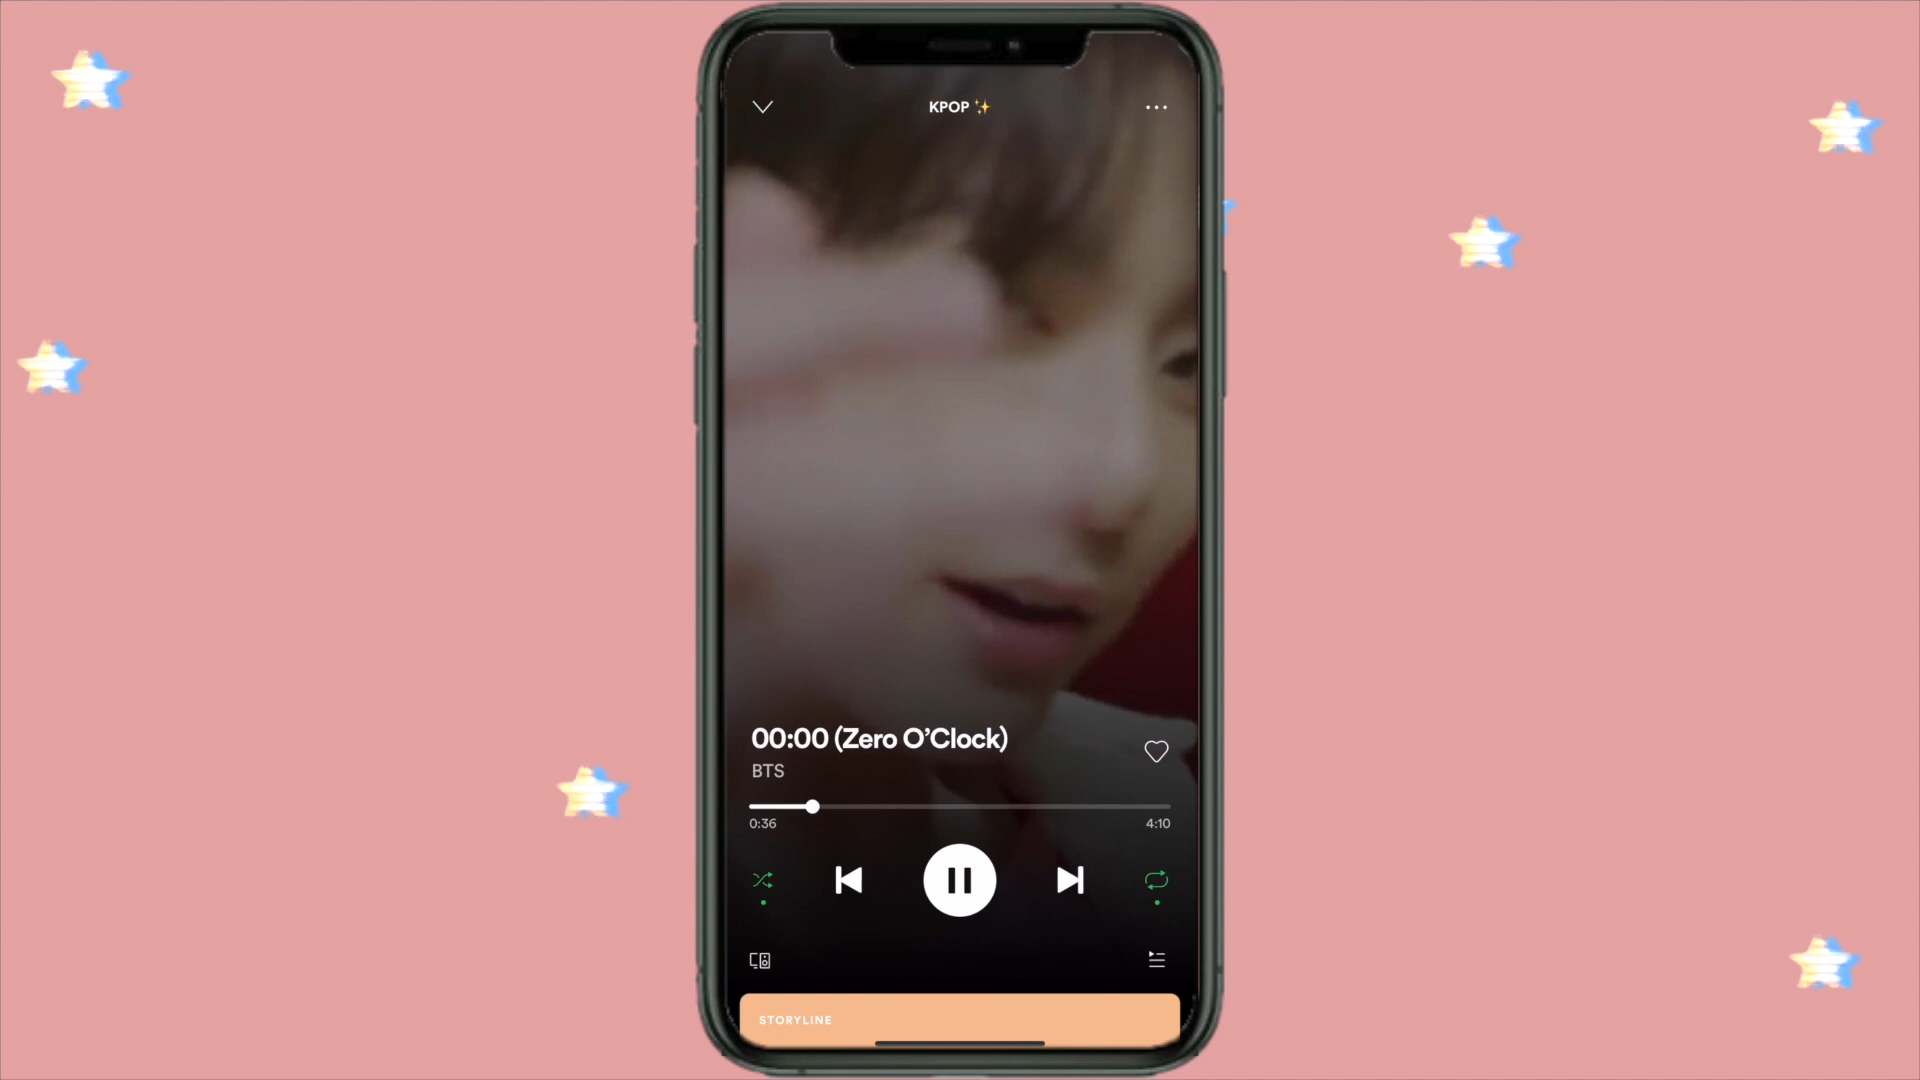 KPOP ✨
00:00 (Zero O’Clock)
BTS
0:36
4:10
STORYLINE